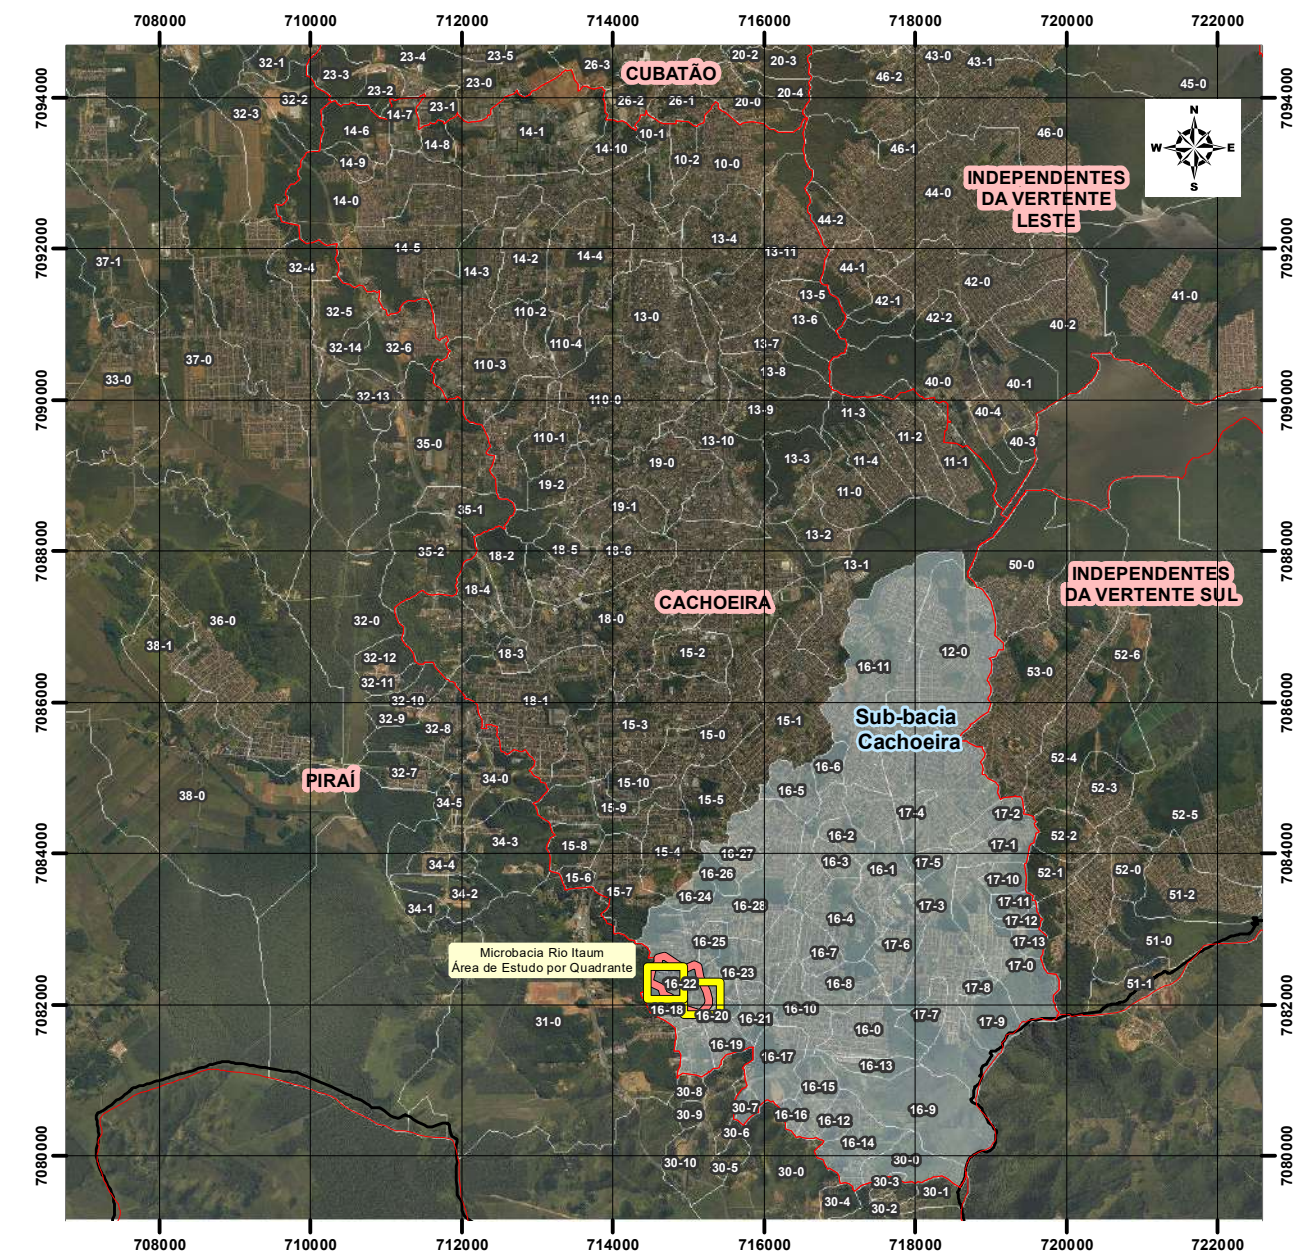 708000 710000 712000 714000 716000 718000 720000 722000
7094000
7092000
7090000
7088000
7086000
7084000
7082000
7080000
32-1 23-4 23-5 20-2 43-0 43-1
23-3 26-3 20-3 46-2 45-0
CUBATÃO
32-2 23-2 23-0 20-4
32-3 14-7 23-1 26-2 26-1 20-0
14-6 14-8 14-1 10-1 46-0
14-9 14-10 10-2 10-0 46-1
N
W E
S
INDEPENDENTES
DA VERTENTE
LESTE
14-0 44-0
44-2
14-5 13-4
37-1 32-4 14-3 14-2 14-4 13-11 44-1
42-0 41-0
32-5 110-2 13-0 13-5 42-1
13-6 42-2 40-2
32-14 32-6 110-4 13-7
37-0 110-3 13-8
33-0 40-0 40-1
32-13 110-0 13-9 11-3 40-4
35-0 110-1 13-10 11-2 40-3
19-0 13-3 11-4 11-1
19-2 11-0
35-1 19-1
13-2
35-2 18-2 18-5 18-6
13-1 50-0
INDEPENDENTES
DA VERTENTE SUL
18-4
CACHOEIRA
36-0 32-0 18-0
38-1 32-12 18-3 15-2 12-0 52-6
32-11 16-11 53-0
32-10 18-1
32-9 32-8 15-3 15-1
Sub-bacia
Cachoeira
15-0
PIRAÍ
32-7 34-0 15-10 16-6 52-4
38-0 34-5 15-9 15-5 16-5 52-3
17-4 17-2 52-5
34-3 15-8 15-4 16-27 16-2 17-1 52-2
34-4 15-6 16-26 16-3 16-1 17-5 52-1 52-0
34-2 15-7 16-24 17-10 51-2
34-1 16-28 16-4 17-3 17-11
17-12
16-25 16-7 17-6 17-13 51-0
Microbacia Rio Itaum
Área de Estudo por Quadrante
16-23 17-0
16-22 16-8 17-8 51-1
31-0 16-18 16-20 16-21 16-10 16-0 17-7 17-9
16-19 16-17 16-13
30-8 16-15
30-9 30-7 16-16 16-12 16-9
30-6 16-14
30-10 30-5 30-0 30-0
30-4 30-3 30-2 30-1
7094000
7092000
7090000
7088000
7086000
7084000
7082000
7080000
708000 710000 712000 714000 716000 718000 720000 722000